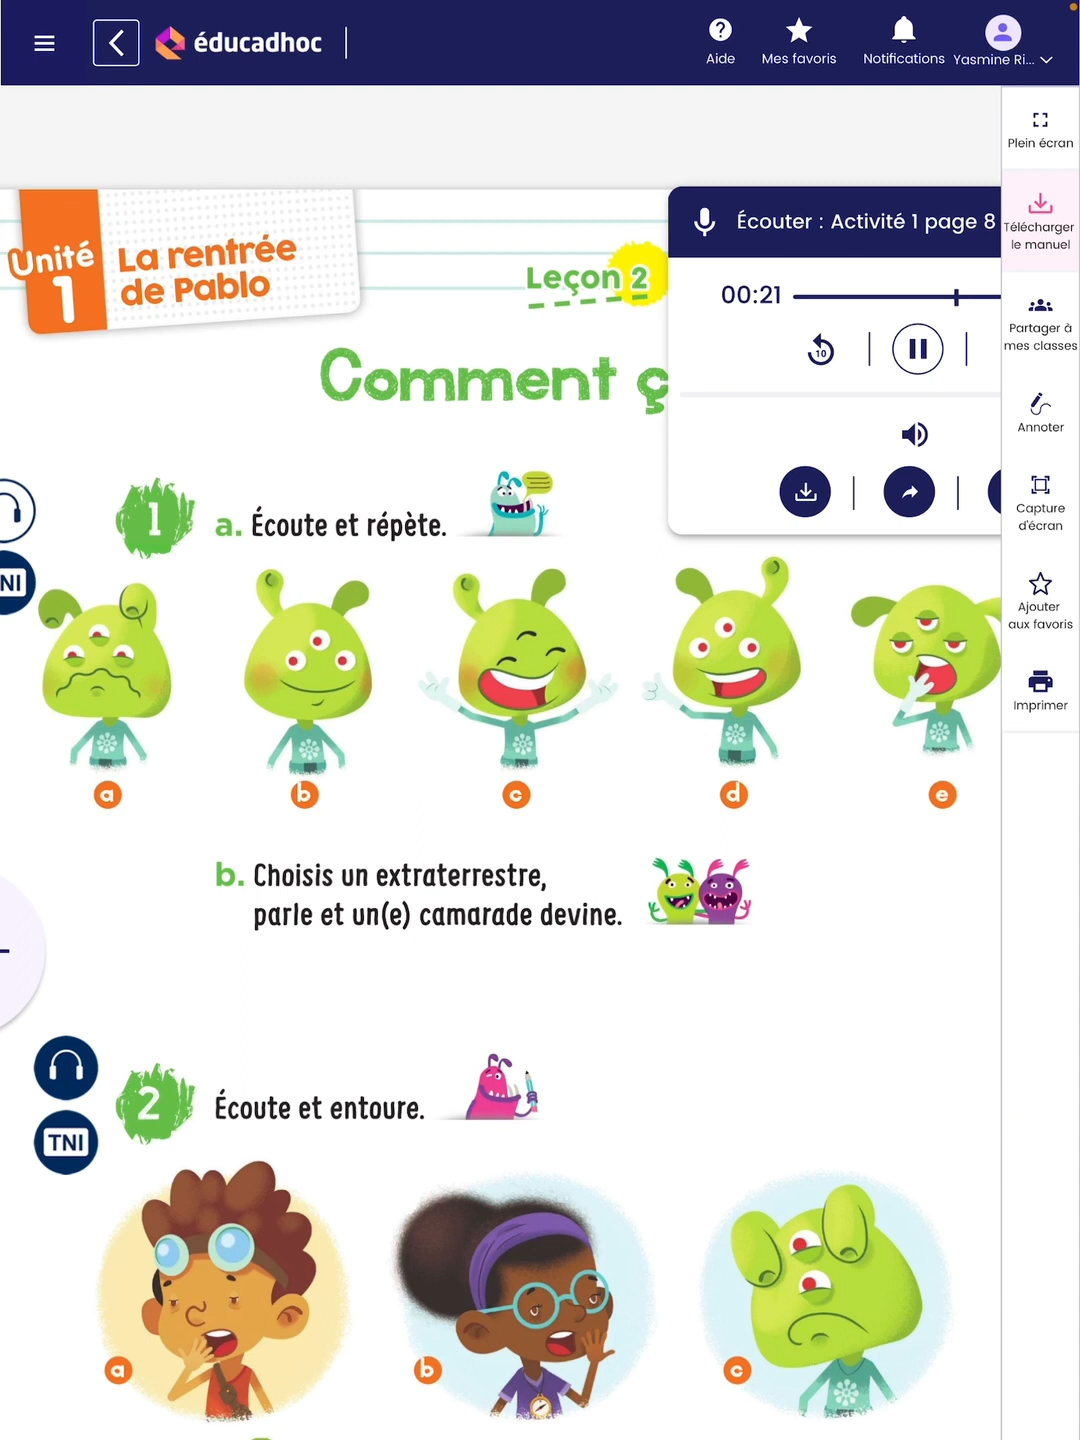 éducadhoc
Aide
Mes favoris
Notifications
Yasmine Ri...
Plein écran
Télécharger
le manuel
Partager à
mes classes
Annoter
Capture
d'écran
Ajouter
aux favoris
Imprimer
Unité
1
La rentrée
de Pablo
Leçon 2
Écouter : Activité 1 page 8
00:21
10
Comment ç
1
a. Écoute et répète.
NI
a
b
c
d
e
b. Choisis un extraterrestre,
parle et un(e) camarade devine.
2
Écoute et entoure.
TNI
a
b
c